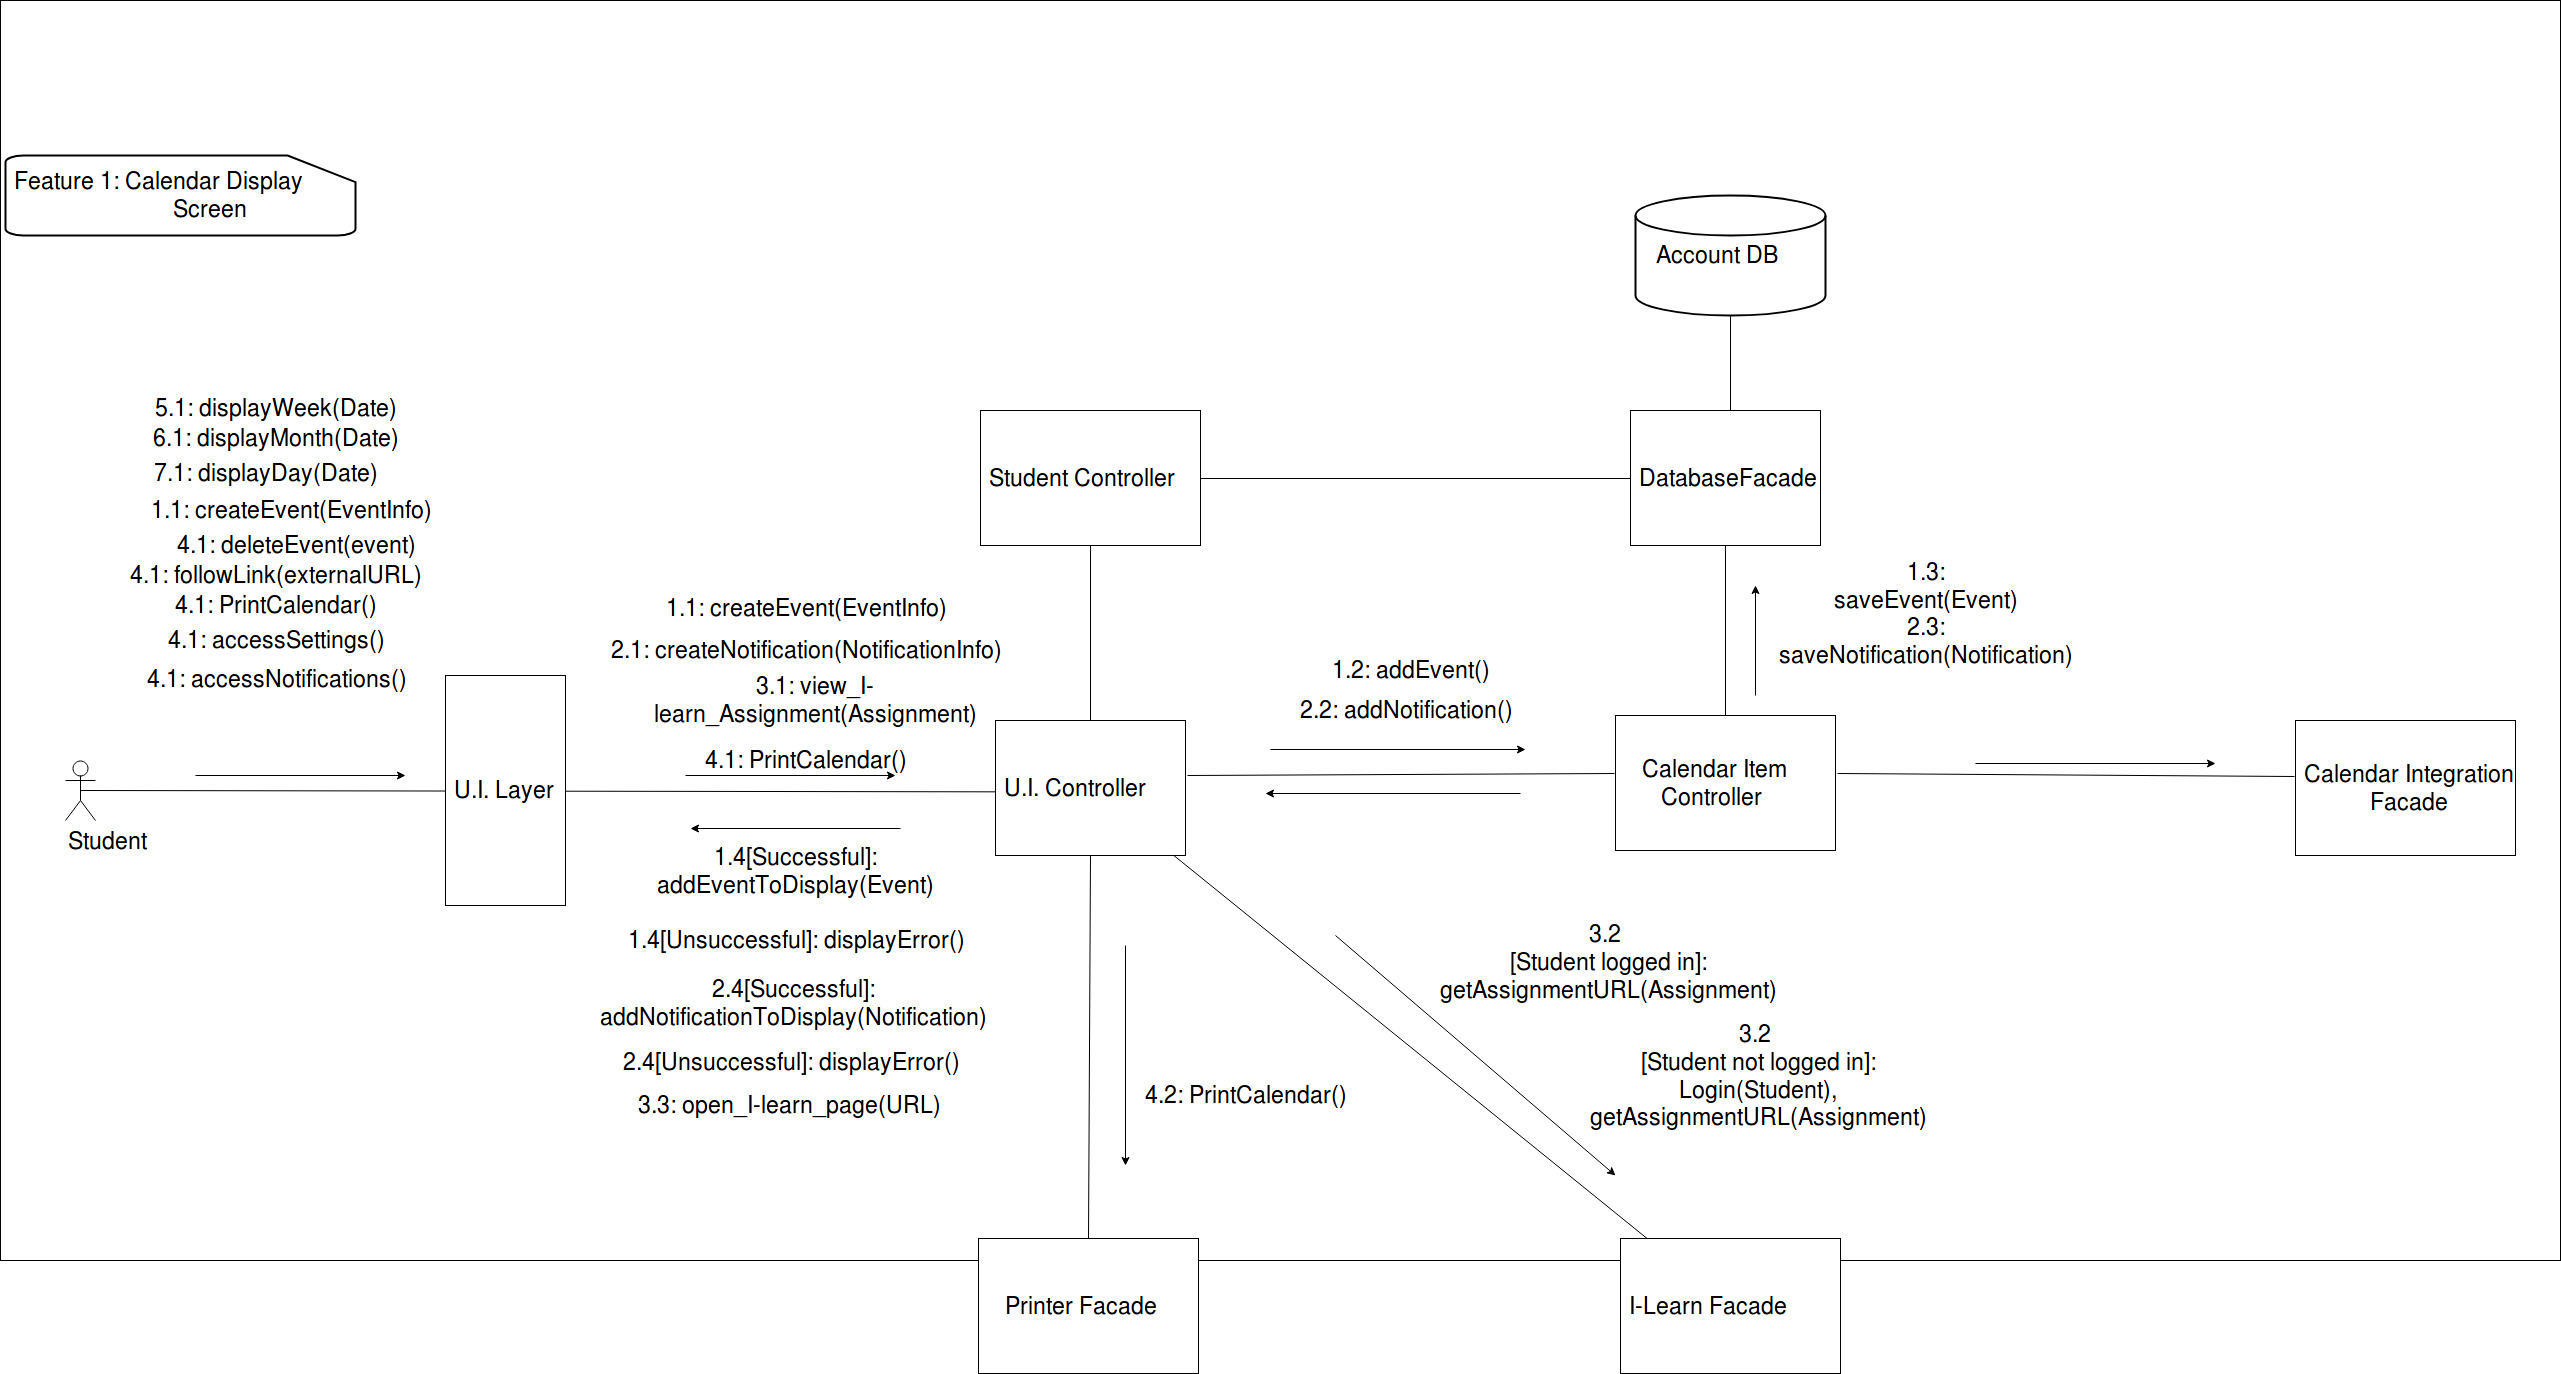 Feature 1: Calendar Display
Screen
Account DB
5.1: displayWeek(Date)
6.1: displayMonth(Date)
7.1: displayDay(Date)
1.1: createEvent(EventInfo)
4.1: deleteEvent(event)
4.1: followLink(externalURL)
4.1: PrintCalendar()
4.1: accessSettings()
4.1: accessNotifications()
Student
U.I. Layer
1.1: createEvent(EventInfo)
2.1: createNotification(NotificationInfo)
3.1: view_I-
learn_Assignment(Assignment)
4.1: PrintCalendar()
1.4[Successful]:
addEventToDisplay(Event)
1.4[Unsuccessful]: displayError()
2.4[Successful]:
addNotificationToDisplay(Notification)
2.4[Unsuccessful]: displayError()
3.3: open_I-learn_page(URL)
Student Controller
DatabaseFacade
U.I. Controller
1.2: addEvent()
2.2: addNotification()
1.3:
saveEvent(Event)
2.3:
saveNotification(Notification)
Calendar Item
Controller
Calendar Integration
Facade
4.2: PrintCalendar()
3.2
[Student logged in]:
getAssignmentURL(Assignment)
3.2
[Student not logged in]:
Login(Student),
getAssignmentURL(Assignment)
Printer Facade
I-Learn Facade